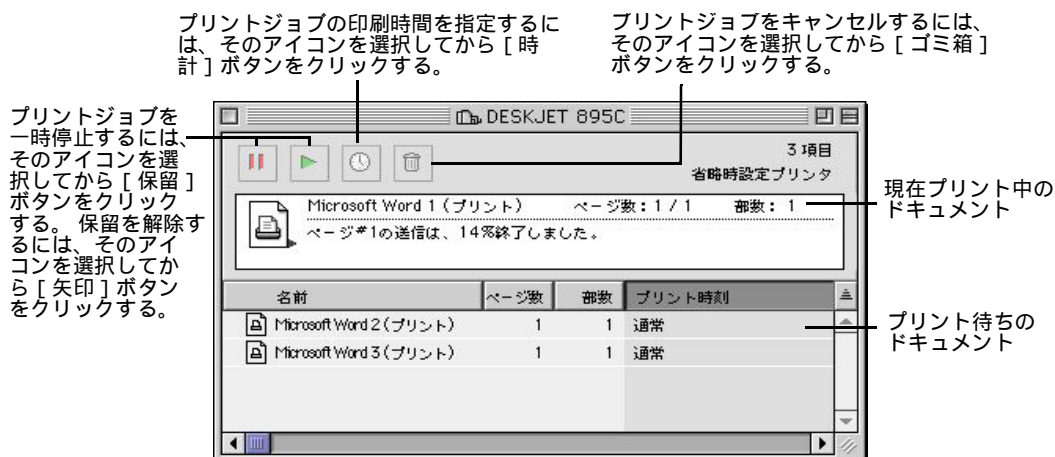 プリントジョブの印刷時間を指定するに
は、そのアイコンを選択してから [ 時
計 ] ボタンをクリックする。
プリントジョブをキャンセルするには、
そのアイコンを選択してから [ ゴミ箱 ]
ボタンをクリックする。
プリントジョブを
一時停止するには、
そのアイコンを選
択してから [ 保留 ]
ボタンをクリック
する。 保留を解除す
るには、そのアイ
コンを選択してか
ら [ 矢印 ] ボタン
をクリックする。
DESKJET 895C
3 項目
省略時設定プリンタ
Microsoft Word 1 (プリント) ページ数: 1 / 1 部数: 1
ページ#1の送信は、14%終了しました。
現在プリント中の
ドキュメント
名前 ページ数 部数 プリント時刻
Microsoft Word 2 (プリント) 1 1 通常
Microsoft Word 3 (プリント) 1 1 通常
プリント待ちの
ドキュメント